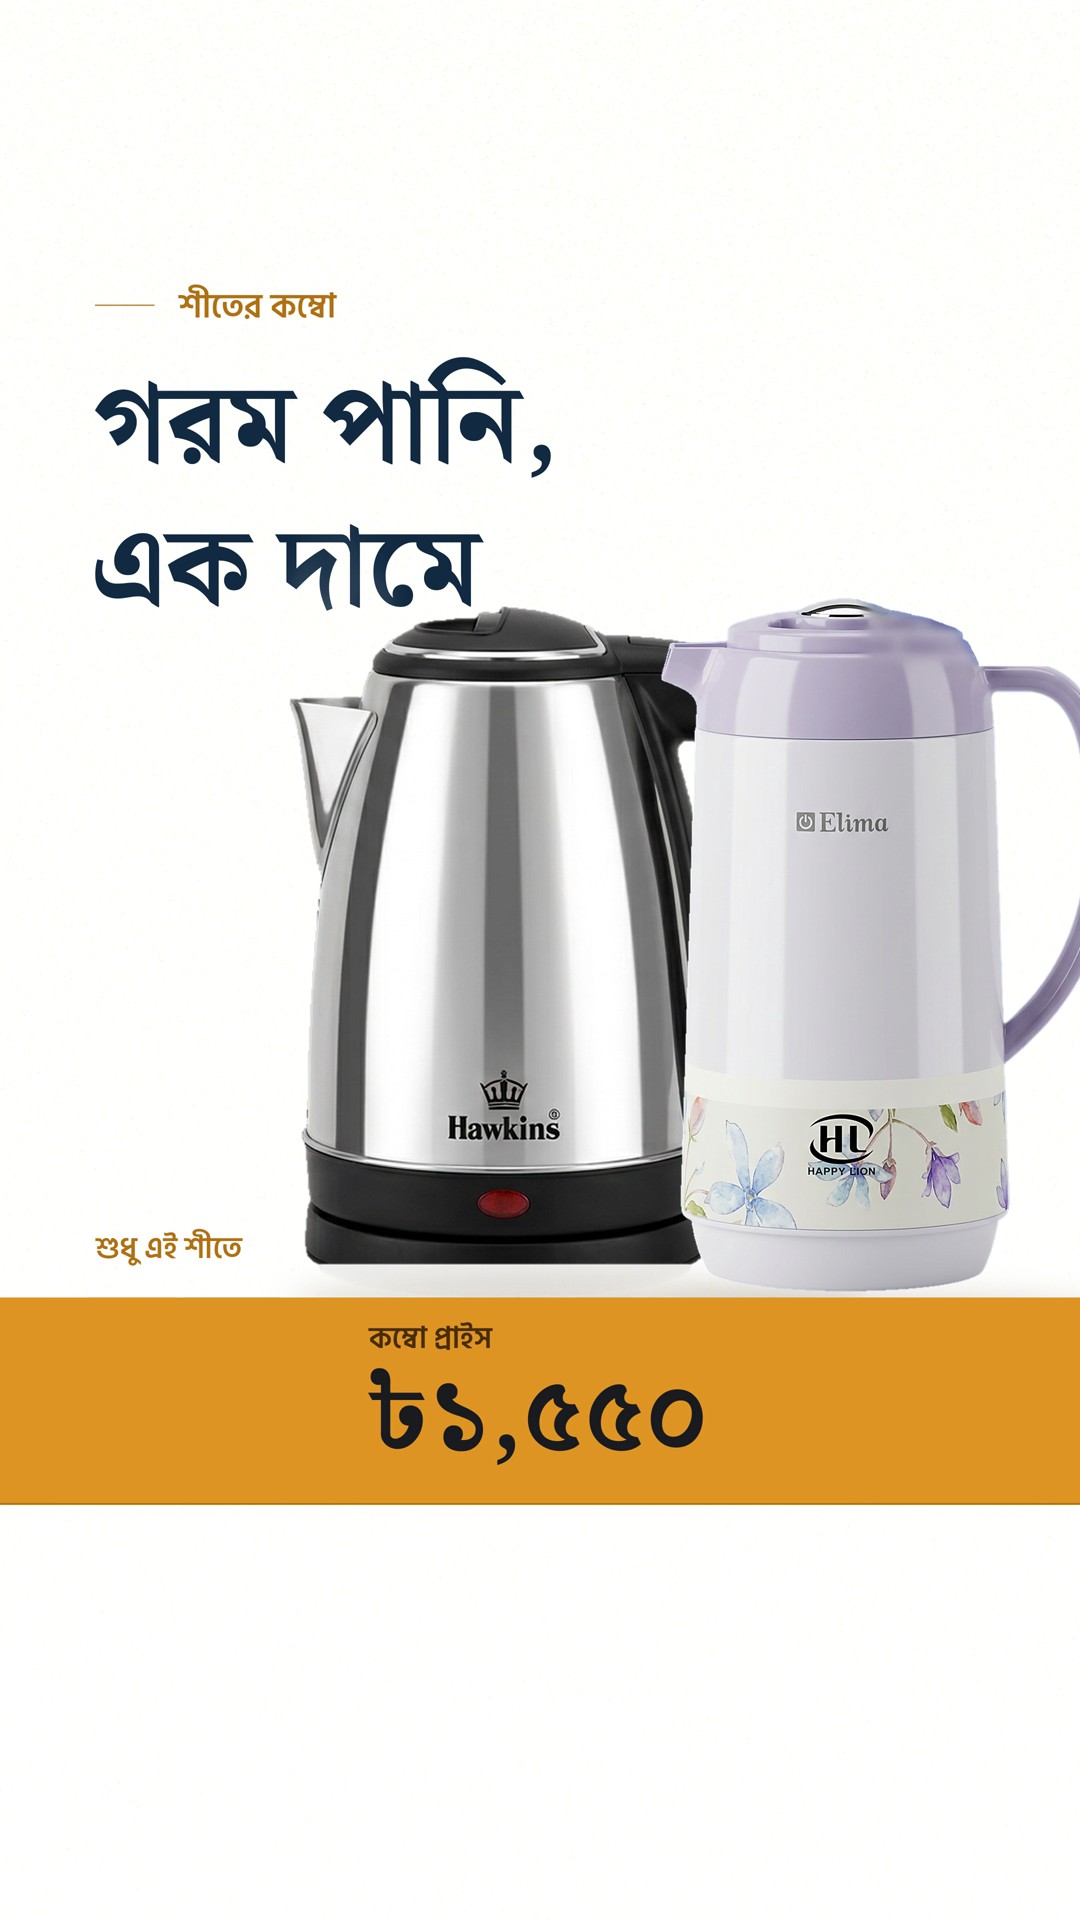 শীতের কম্বো
গরম পানি,
এক দামে
Elima
Hawkins
HL
HAPPY LION
শুধু এই শীতে
কম্বো প্রাইস
৳১,৫৫০